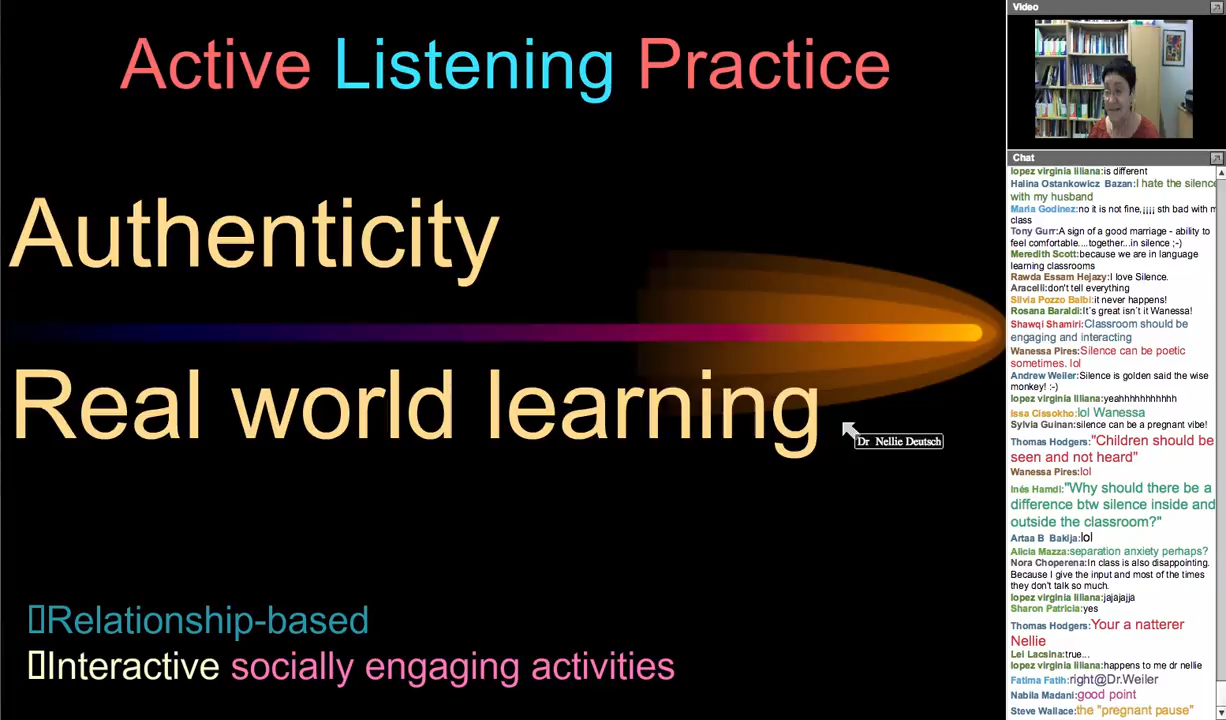 Active Listening Practice
Authenticity
Real world learning
Dr Nellie Deutsch
Relationship-based
Interactive socially engaging activities
Video
Chat
lopez virginia liliana:is different
Halina Ostankowicz Bazan:I hate the silence
with my husband
Maria Godinez:no it is not fine,¡¡¡¡ sth bad with m
class
Tony Gurr:A sign of a good marriage - ability to
feel comfortable....together...in silence ;-)
Meredith Scott:because we are in language
learning classrooms
Rawda Essam Hejazy:I love Silence.
Aracelli:don't tell everything
Silvia Pozzo Balbi:it never happens!
Rosana Baraldi:It´s great isn´t it Wanessa!
Shawqi Shamiri:Classroom should be
engaging and interacting
Wanessa Pires:Silence can be poetic
sometimes. lol
Andrew Weiler:Silence is golden said the wise
monkey! :-)
lopez virginia liliana:yeahhhhhhhhhhh
Issa Cissokho:lol Wanessa
Sylvia Guinan:silence can be a pregnant vibe!
Thomas Hodgers:"Children should be
seen and not heard"
Wanessa Pires:lol
Inés Hamdi:"Why should there be a
difference btw silence inside and
outside the classroom?"
Artaa B Bakija:lol
Alicia Mazza:separation anxiety perhaps?
Nora Choperena:In class is also disappointing.
Because I give the input and most of the times
they don't talk so much.
lopez virginia liliana:jajajajjà
Sharon Patricia:yes
Thomas Hodgers:Your a natterer
Nellie
Lei Lacsina:true...
lopez virginia liliana:happens to me dr nellie
Fatima Fatih:right@Dr.Weiler
Nabila Madani:good point
Steve Wallace:the "pregnant pause"